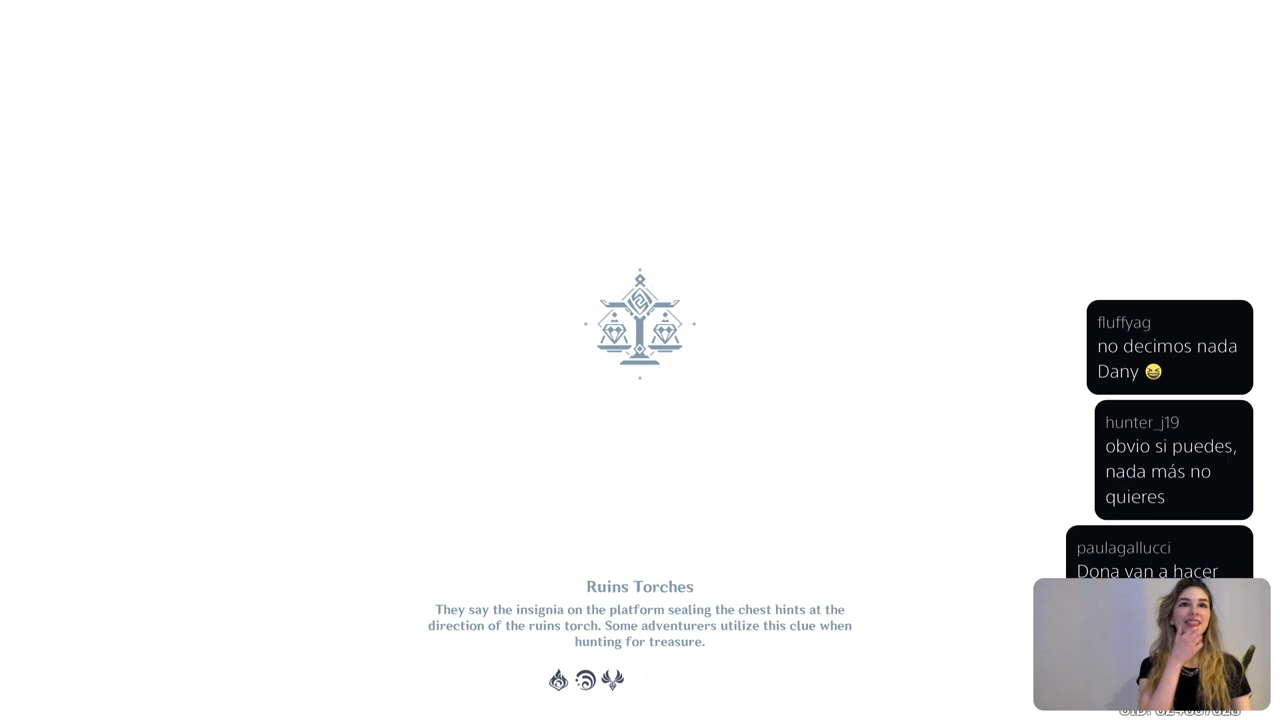 fluffyag
no decimos nada
Dany 😆
hunter_j19
obvio si puedes,
nada más no
quieres
paulagallucci
Dona van a hacer
Ruins Torches
They say the insignia on the platform sealing the chest hints at the
direction of the ruins torch. Some adventurers utilize this clue when
hunting for treasure.